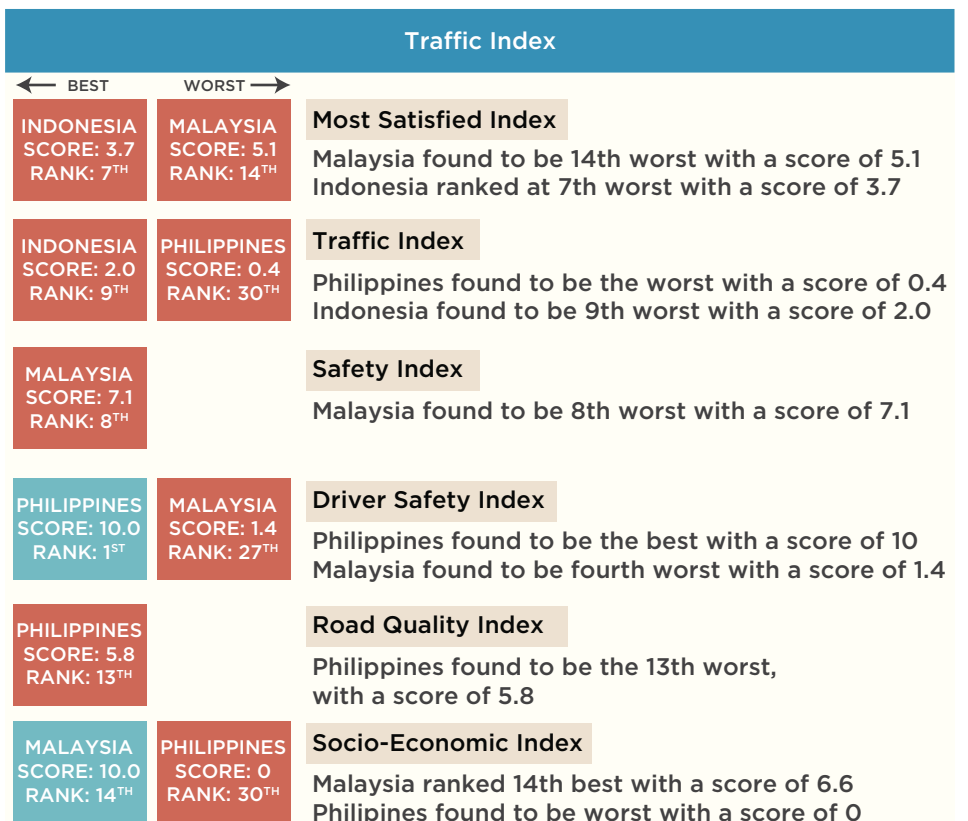 Traffic Index
BEST WORST
INDONESIA
SCORE: 3.7
RANK: 7TH
MALAYSIA
SCORE: 5.1
RANK: 14TH
Most Satisfied Index
Malaysia found to be 14th worst with a score of 5.1
Indonesia ranked at 7th worst with a score of 3.7
INDONESIA
SCORE: 2.0
RANK: 9TH
PHILIPPINES
SCORE: 0.4
RANK: 30TH
Traffic Index
Philippines found to be the worst with a score of 0.4
Indonesia found to be 9th worst with a score of 2.0
MALAYSIA
SCORE: 7.1
RANK: 8TH
Safety Index
Malaysia found to be 8th worst with a score of 7.1
PHILIPPINES
SCORE: 10.0
RANK: 1ST
MALAYSIA
SCORE: 1.4
RANK: 27TH
Driver Safety Index
Philippines found to be the best with a score of 10
Malaysia found to be fourth worst with a score of 1.4
PHILIPPINES
SCORE: 5.8
RANK: 13TH
Road Quality Index
Philippines found to be the 13th worst,
with a score of 5.8
MALAYSIA
SCORE: 10.0
RANK: 14TH
PHILIPPINES
SCORE: 0
RANK: 30TH
Socio-Economic Index
Malaysia ranked 14th best with a score of 6.6
Philipines found to be worst with a score of 0